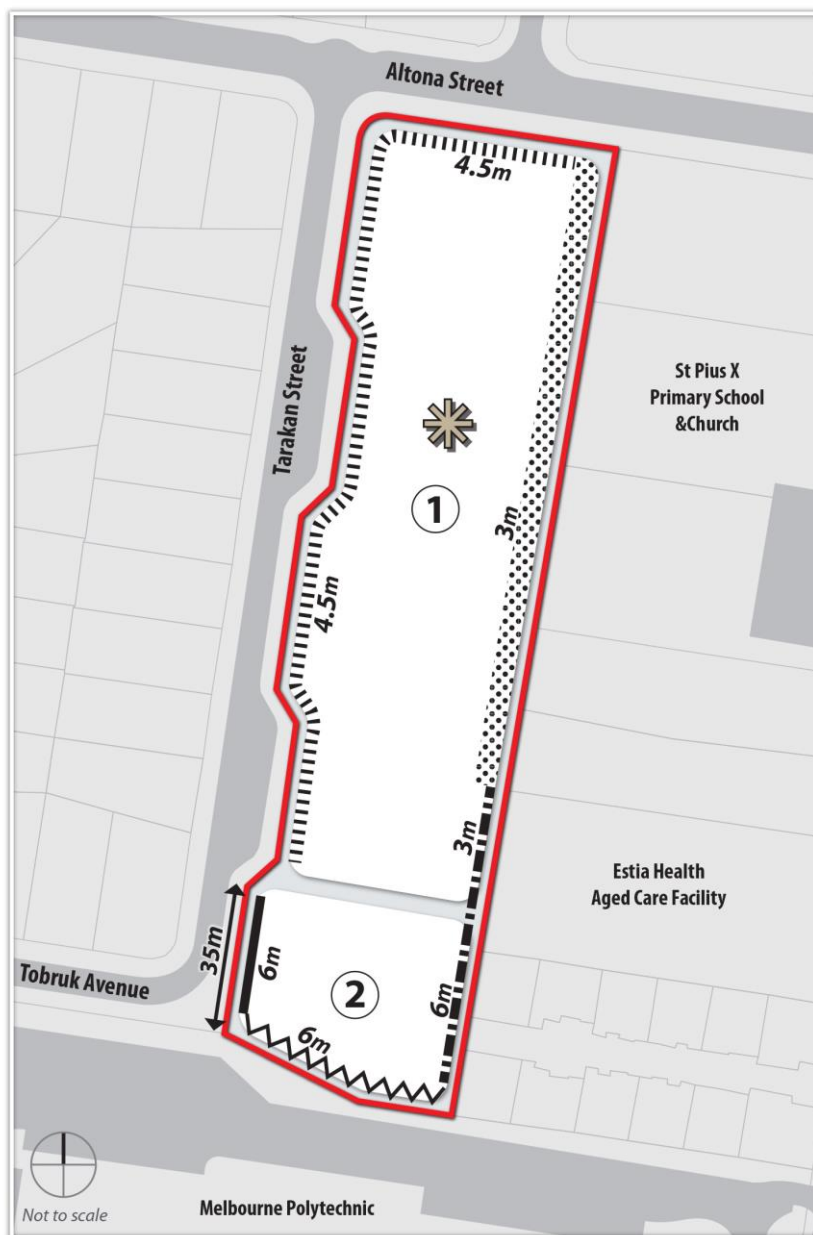 Altona Street
4.5m
St Pius X
Primary School
&Church
Tarakan Street
1
3m
4.5m
3m
Estia Health
Aged Care Facility
35m
6m
2
6m
6m
Tobruk Avenue
Not to scale
Melbourne Polytechnic